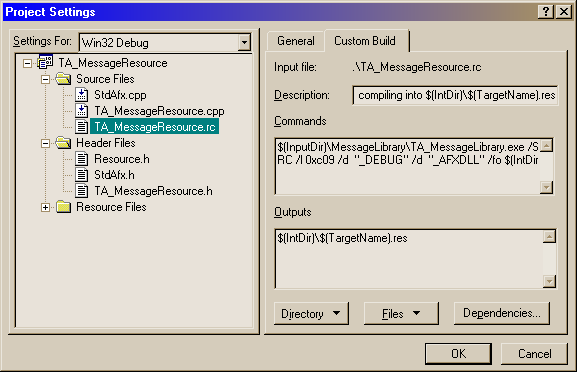 Project Settings
Settings For: Win32 Debug
TA_MessageResource
Source Files
StdAfx.cpp
TA_MessageResource.cpp
TA_MessageResource.rc
Header Files
Resource.h
StdAfx.h
TA_MessageResource.h
Resource Files
General Custom Build
Input file: .\TA_MessageResource.rc
Description: compiling into $(IntDir)\$(TargetName).res
Commands
$(InputDir)\MessageLibrary\TA_MessageLibrary.exe /S
RC /l 0xc09 /d "_DEBUG" /d "_AFXDLL" /fo $(IntDir
Outputs
$(IntDir)\$(TargetName).res
Directory Files Dependencies...
OK Cancel